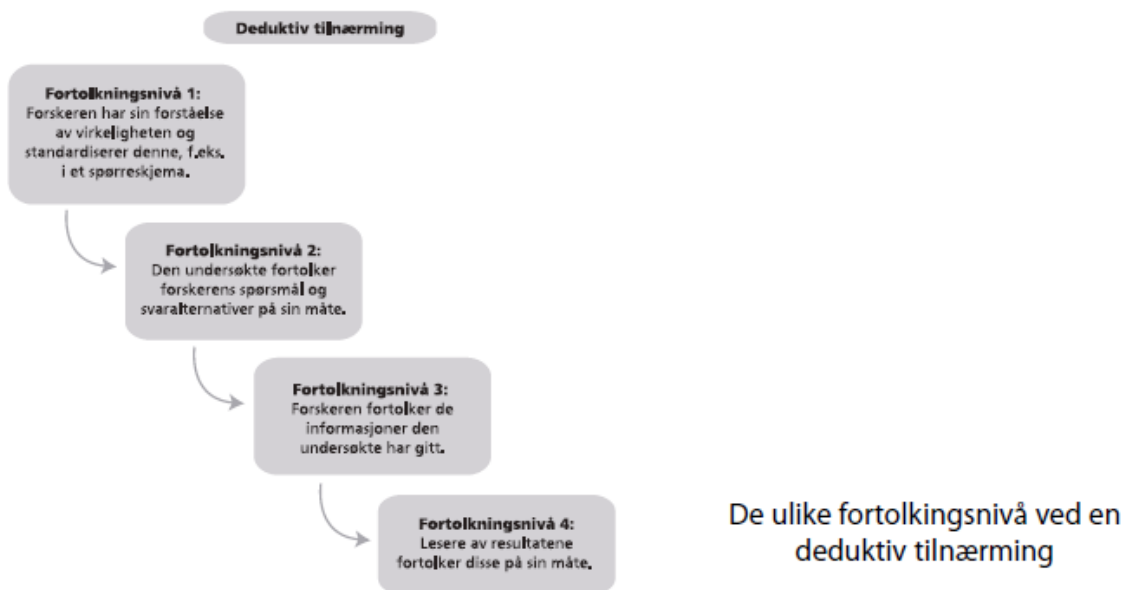 Deduktiv tilnærming
Fortolkningsnivå 1:
Forskeren har sin forståelse
av virkeligheten og
standardiserer denne, f.eks.
i et spørreskjema.
Fortolkningsnivå 2:
Den undersøkte fortolker
forskerens spørsmål og
svaralternativer på sin måte.
Fortolkningsnivå 3:
Forskeren fortolker de
informasjoner den
undersøkte har gitt.
Fortolkningsnivå 4:
Lesere av resultatene
fortolker disse på sin måte.
De ulike fortolkingsnivå ved en
deduktiv tilnærming